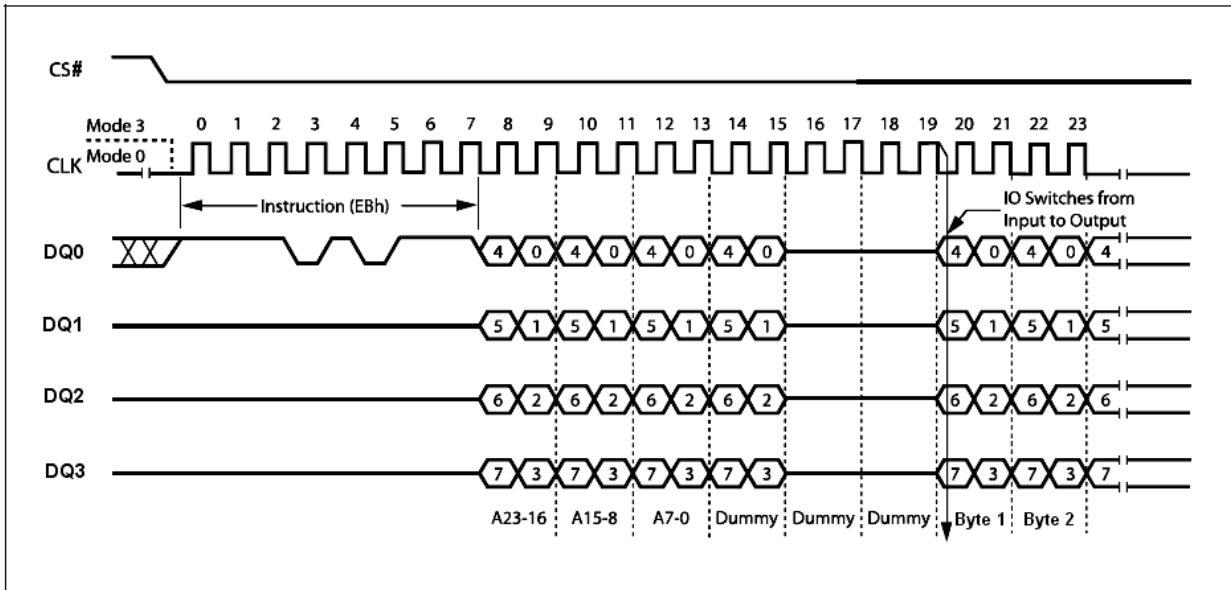 CS#
Mode 3
0 1 2 3 4 5 6 7 8 9 10 11 12 13 14 15 16 17 18 19 20 21 22 23
Mode 0
CLK
Instruction (EBh)
IO Switches from
Input to Output
DQ0 4 0 4 0 4 0 4 0 4 0 4 0 4
DQ1 5 1 5 1 5 1 5 1 5 1 5 1 5
DQ2 6 2 6 2 6 2 6 2 6 2 6 2 6
DQ3 7 3 7 3 7 3 7 3 7 3 7 3 7
A23-16 A15-8 A7-0 Dummy Dummy Dummy Byte 1 Byte 2